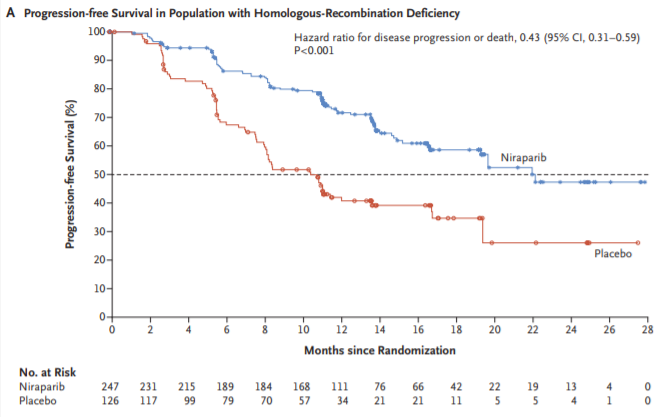 A Progression-free Survival in Population with Homologous-Recombination Deficiency
Hazard ratio for disease progression or death, 0.43 (95% CI, 0.31–0.59)
P<0.001
Progression-free Survival (%)
100
90
80
70
60
50
40
30
20
10
0
Niraparib
Placebo
0 2 4 6 8 10 12 14 16 18 20 22 24 26 28
Months since Randomization
No. at Risk
Niraparib 247 231 215 189 184 168 111 76 66 42 22 19 13 4 0
Placebo 126 117 99 79 70 57 34 21 21 11 5 5 4 1 0